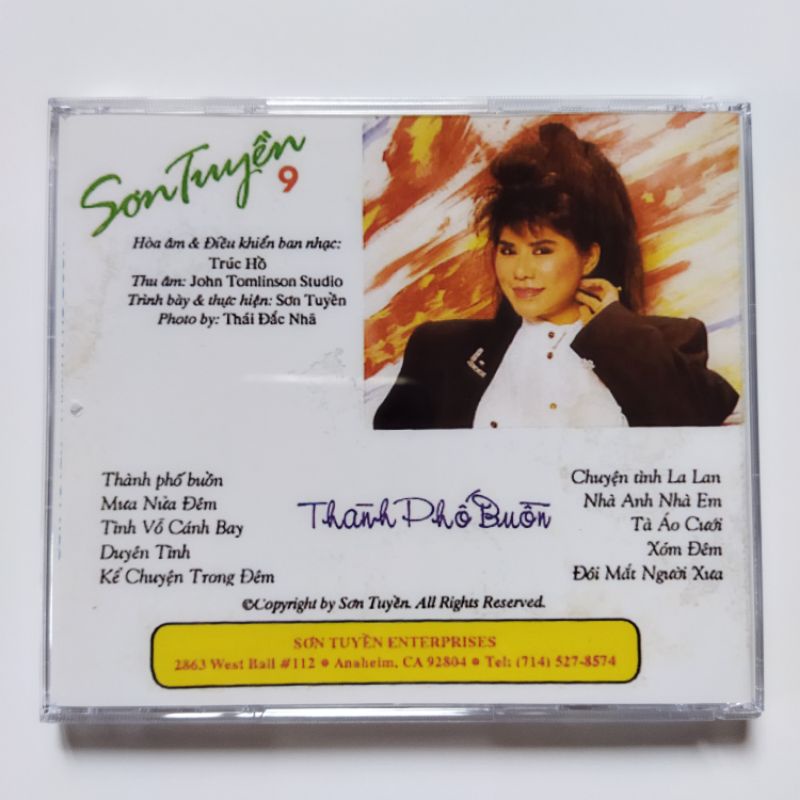 Sơn Tuyền
9
Hòa âm & Điều khiển ban nhạc:
Trúc Hồ
Thu âm: John Tomlinson Studio
Trình bày & thực hiện: Sơn Tuyền
Photo by: Thái Đắc Nhã
Thành phố buồn
Mưa Nửa Đêm
Tình Vỗ Cánh Bay
Duyên Tình
Kể Chuyện Trong Đêm
Thành Phố Buồn
Chuyện tình La Lan
Nhà Anh Nhà Em
Tà Áo Cưới
Xóm Đêm
Đôi Mắt Người Xưa
©Copyright by Sơn Tuyền. All Rights Reserved.
SƠN TUYỀN ENTERPRISES
2863 West Ball #112 • Anaheim, CA 92804 • Tel: (714) 527-8574